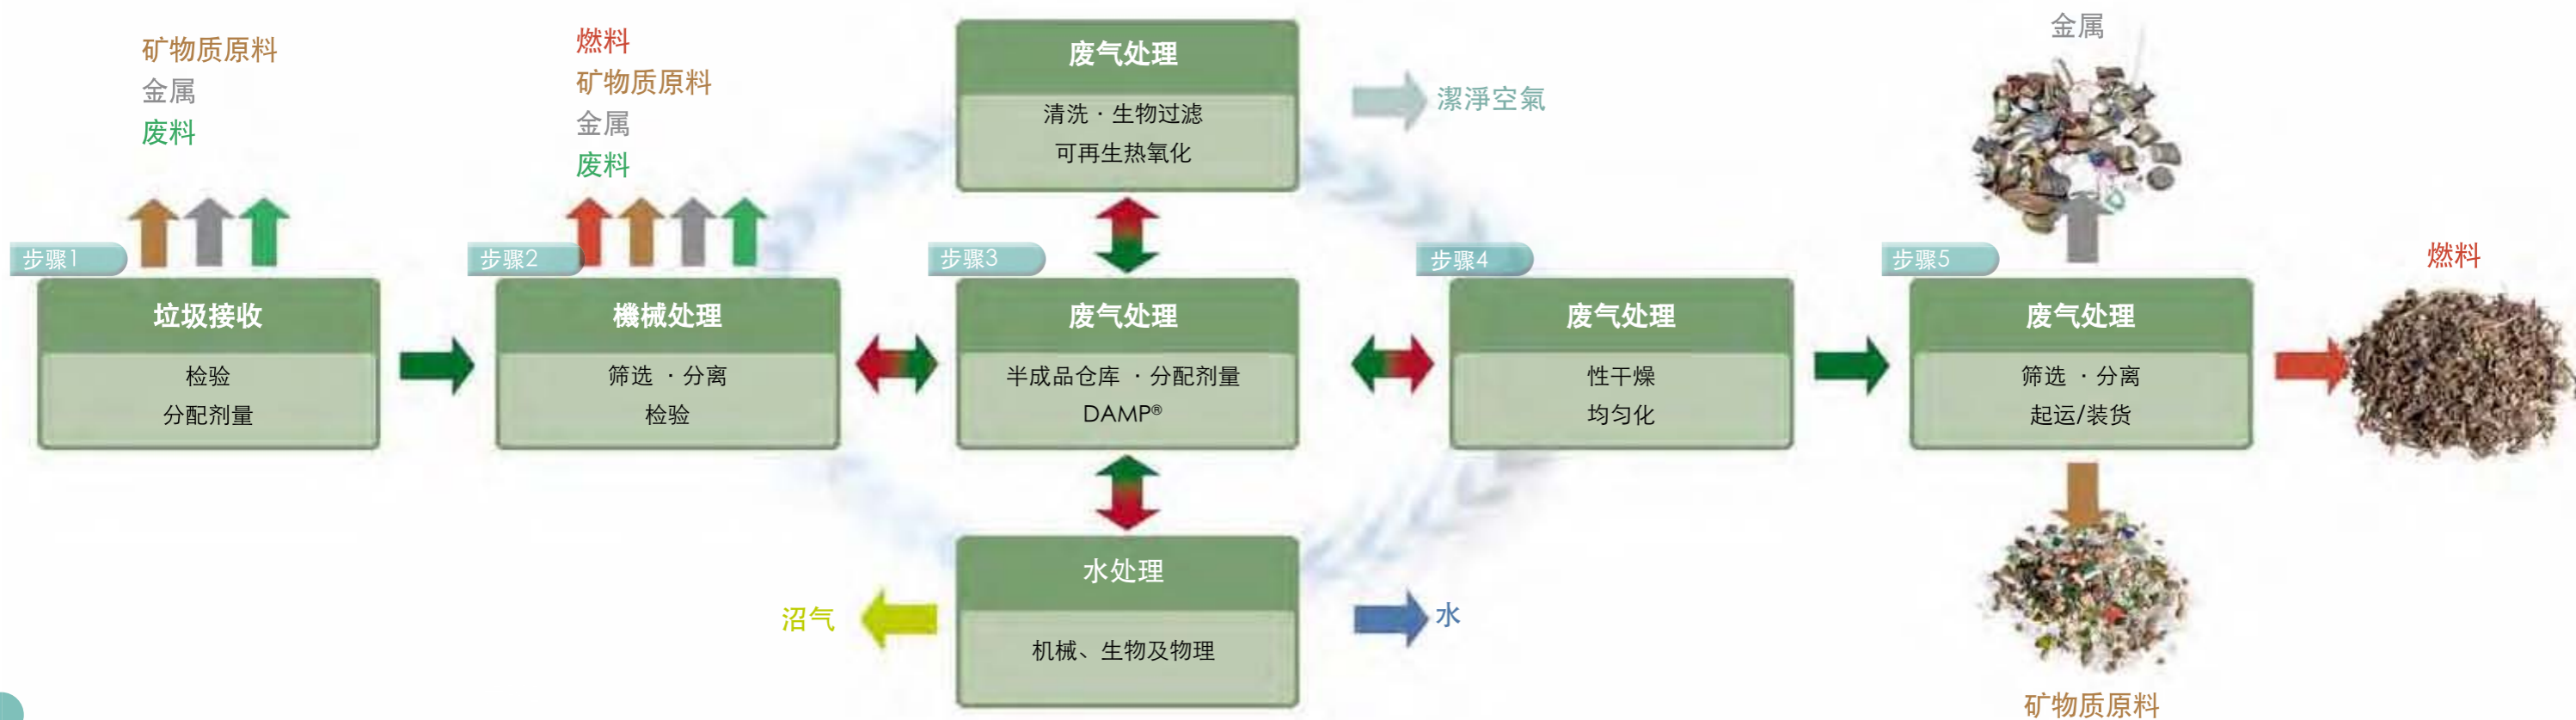 矿物质原料
金属
废料
步骤1
垃圾接收
检验
分配剂量
燃料
矿物质原料
金属
废料
步骤2
機械处理
筛选 · 分离
检验
废气处理
清洗 · 生物过滤
可再生热氧化
潔淨空氣
步骤3
废气处理
半成品仓库 · 分配剂量
DAMP®
水处理
机械、生物及物理
沼气
水
步骤4
废气处理
性干燥
均匀化
步骤5
废气处理
筛选 · 分离
起运/装货
金属
燃料
矿物质原料